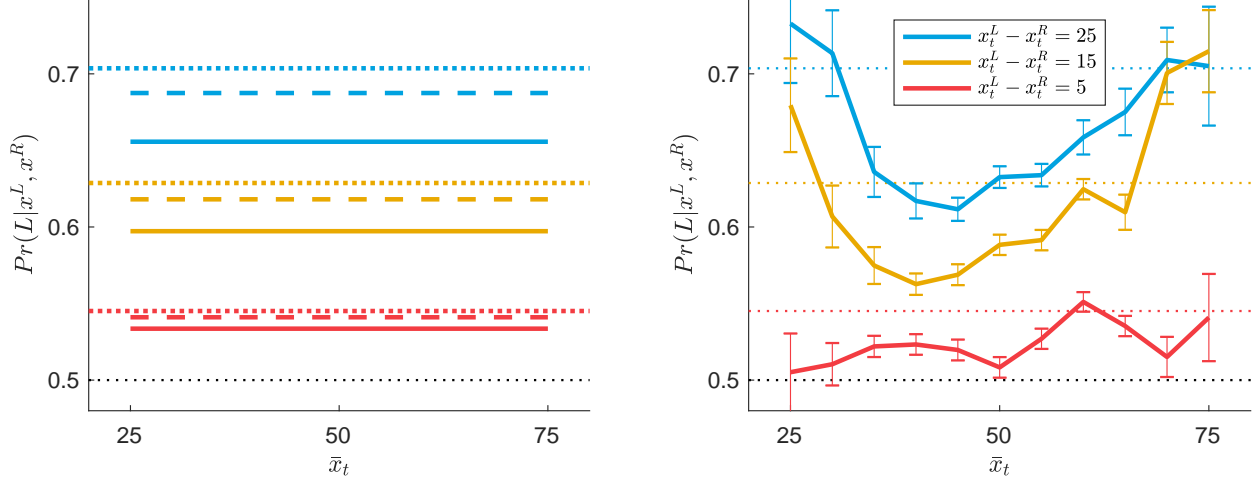 0.7
0.6
0.5
25
50
75
x̄_t
Pr(L|x^L, x^R)
x_t^L − x_t^R = 25
x_t^L − x_t^R = 15
x_t^L − x_t^R = 5
0.7
0.6
0.5
25
50
75
x̄_t
Pr(L|x^L, x^R)